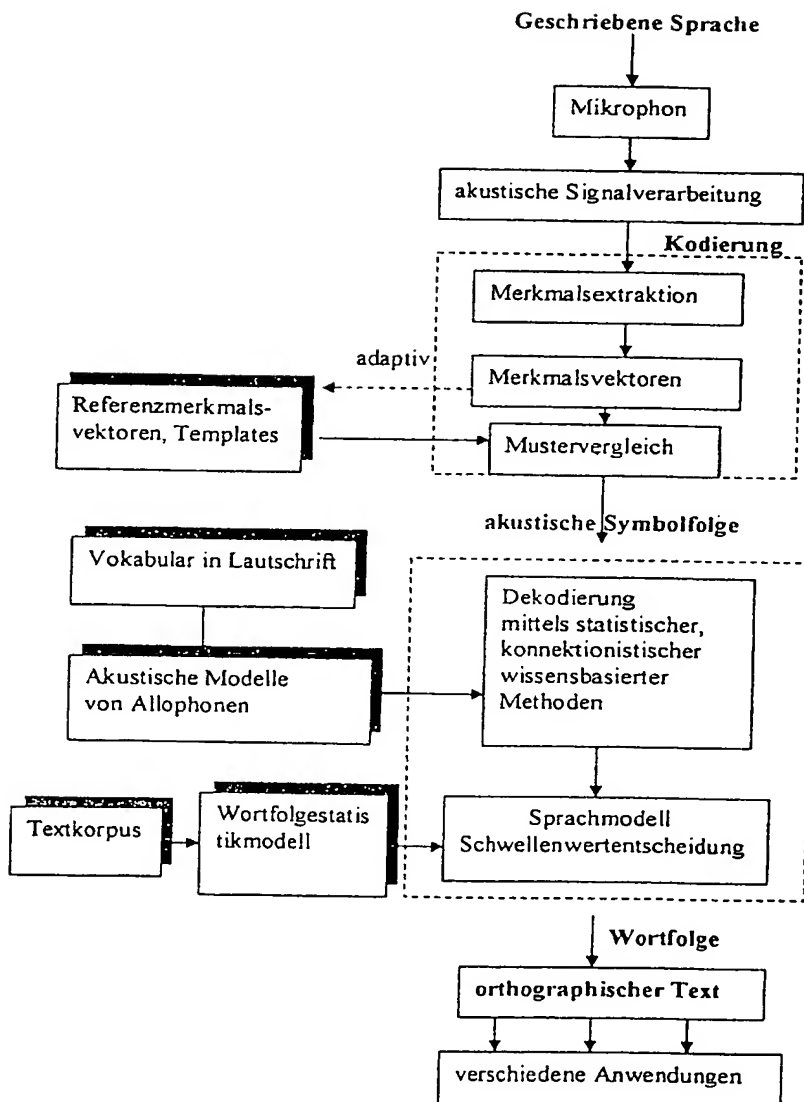 Geschriebene Sprache
Mikrophon
akustische Signalverarbeitung
Kodierung
Merkmalsextraktion
adaptiv
Merkmalsvektoren
Referenzmerkmals-
vektoren, Templates
Mustervergleich
akustische Symbolfolge
Vokabular in Lautschrift
Dekodierung
mittels statistischer,
konnektionistischer
wissensbasierter
Methoden
Akustische Modelle
von Allophonen
Textkorpus
Wortfolgestatis
tikmodell
Sprachmodell
Schwellenwertentscheidung
Wortfolge
orthographischer Text
verschiedene Anwendungen